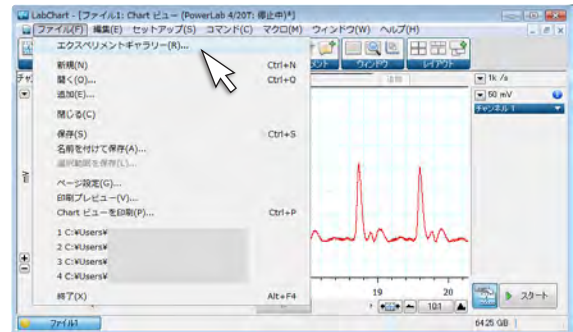 LabChart - [ファイル1: Chart ビュー (PowerLab 4/20T: 停止中)*]
ファイル(F) 編集(E) セットアップ(S) コマンド(C) マクロ(M) ウィンドウ(W) ヘルプ(H)
エクスペリメントギャラリー(R)...
新規(N) Ctrl+N
開く(O)... Ctrl+O
追加(E)...
閉じる(C)
保存(S) Ctrl+S
名前を付けて保存(A)...
選択範囲を保存(L)...
ページ設定(G)...
印刷プレビュー(V)...
Chart ビューを印刷(P)... Ctrl+P
1 C:¥Users¥
2 C:¥Users¥
3 C:¥Users¥
4 C:¥Users¥
終了(X) Alt+F4
ウィンドウ レイアウト
1k /s
50 mV
チャンネル 1
mV
19 20
10:1
スタート
ファイル1
64.25 GB